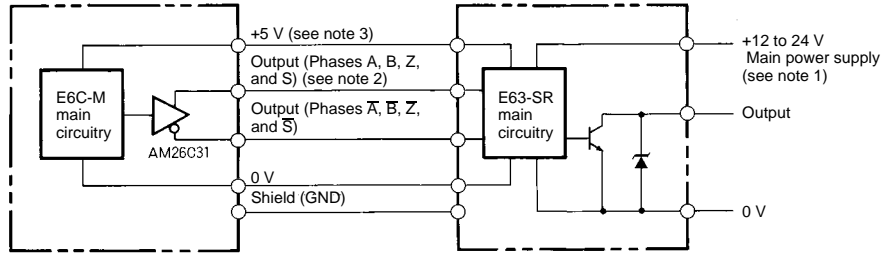 +5 V (see note 3)
Output (Phases A, B, Z,
and S) (see note 2)
Output (Phases A̅, B̅, Z̅,
and S̅)
0 V
Shield (GND)
E6C-M
main
circuitry
AM26C31
E63-SR
main
circuitry
+12 to 24 V
Main power supply
(see note 1)
Output
0 V